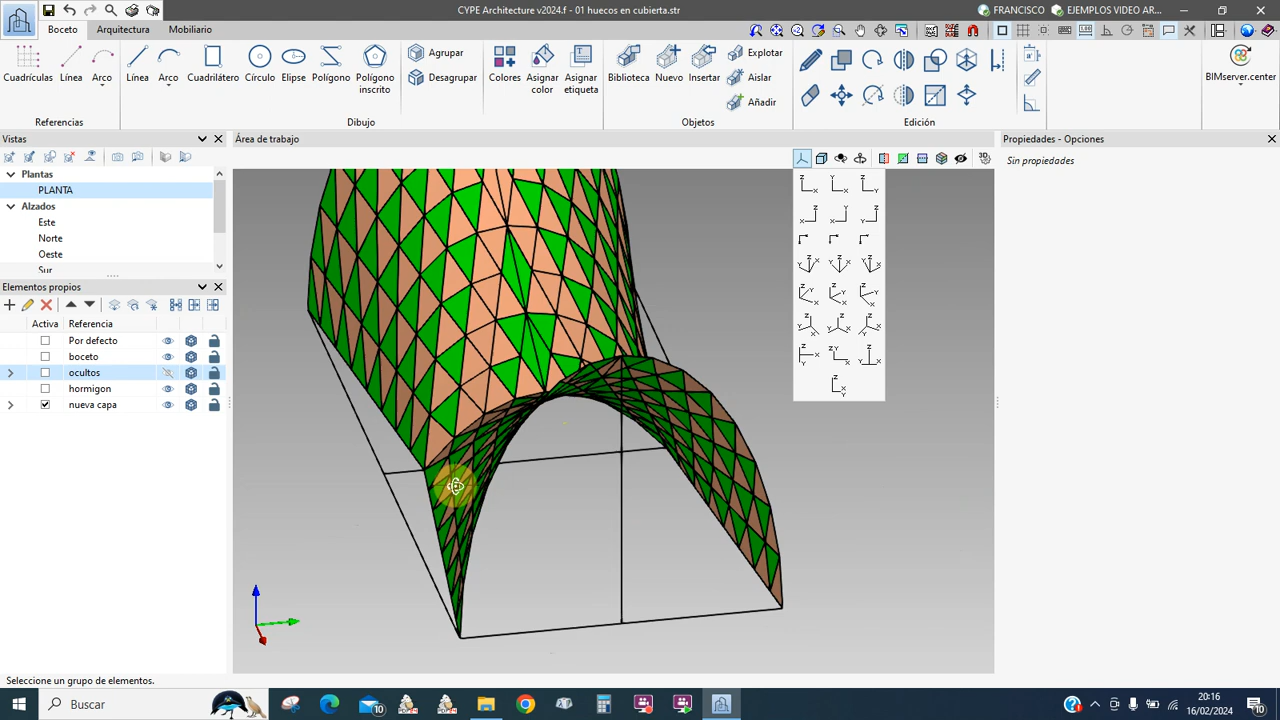 CYPE Architecture v2024.f - 01 huecos en cubierta.str
FRANCISCO
EJEMPLOS VIDEO AR...
Boceto
Arquitectura
Mobiliario
Cuadrículas
Línea
Arco
Referencias
Línea
Arco
Cuadrilátero
Círculo
Elipse
Polígono
Polígono inscrito
Agrupar
Desagrupar
Dibujo
Colores
Asignar color
Asignar etiqueta
Biblioteca
Nuevo
Insertar
Explotar
Aislar
Añadir
Objetos
Edición
BIMserver.center
Vistas
Plantas
PLANTA
Alzados
Este
Norte
Oeste
Sur
Elementos propios
Activa
Referencia
Por defecto
boceto
ocultos
hormigon
nueva capa
Área de trabajo
Propiedades - Opciones
Sin propiedades
Seleccione un grupo de elementos.
Buscar
10
20:16
16/02/2024
10